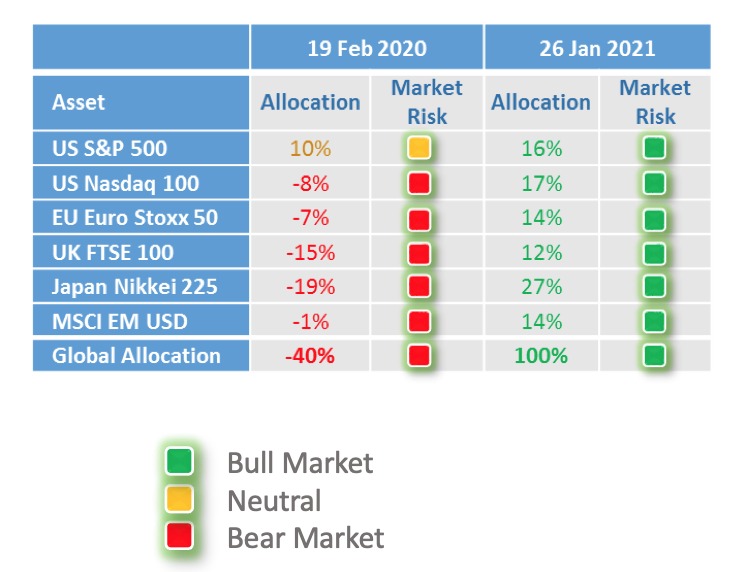 19 Feb 2020 26 Jan 2021
Asset Allocation Market Risk Allocation Market Risk
US S&P 500 10% 16%
US Nasdaq 100 -8% 17%
EU Euro Stoxx 50 -7% 14%
UK FTSE 100 -15% 12%
Japan Nikkei 225 -19% 27%
MSCI EM USD -1% 14%
Global Allocation -40% 100%
Bull Market
Neutral
Bear Market